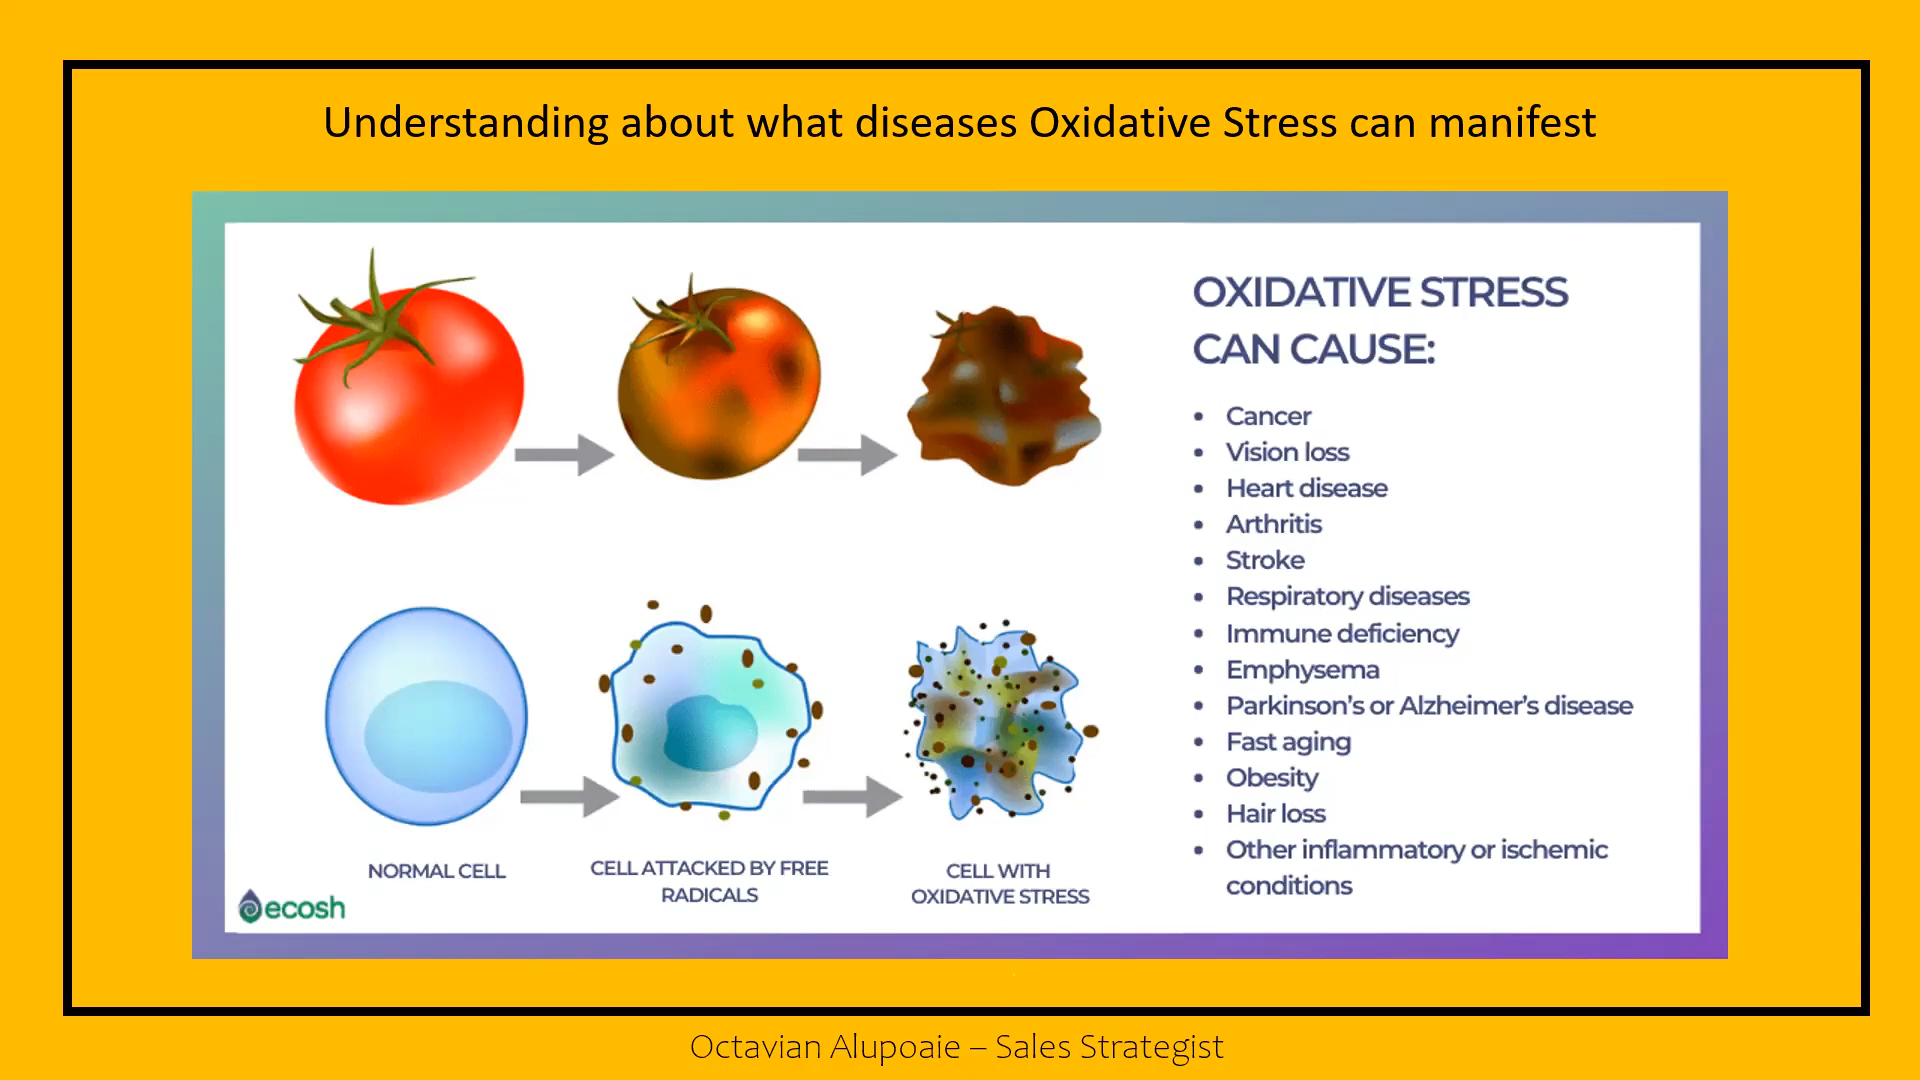 Understanding about what diseases Oxidative Stress can manifest
OXIDATIVE STRESS
CAN CAUSE:
• Cancer
• Vision loss
• Heart disease
• Arthritis
• Stroke
• Respiratory diseases
• Immune deficiency
• Emphysema
• Parkinson's or Alzheimer's disease
• Fast aging
• Obesity
• Hair loss
• Other inflammatory or ischemic
conditions
NORMAL CELL
CELL ATTACKED BY FREE
RADICALS
CELL WITH
OXIDATIVE STRESS
ecosh
Octavian Alupoaie – Sales Strategist